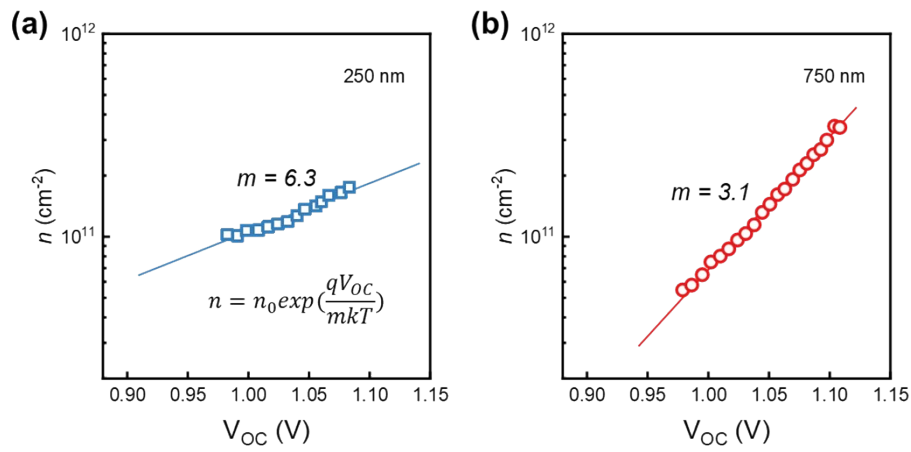 (a)
10¹²
250 nm
m = 6.3
10¹¹
n (cm⁻²)
n = n₀exp(qV_OC/mkT)
0.90 0.95 1.00 1.05 1.10 1.15
V_OC (V)
(b)
10¹²
750 nm
m = 3.1
10¹¹
n (cm⁻²)
0.90 0.95 1.00 1.05 1.10 1.15
V_OC (V)